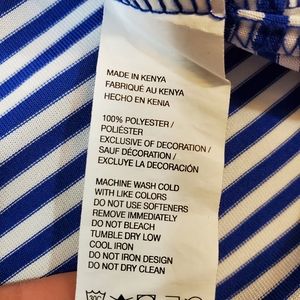 MADE IN KENYA
FABRIQUÉ AU KENYA
HECHO EN KENIA
100% POLYESTER /
POLIÉSTER
EXCLUSIVE OF DECORATION /
SAUF DÉCORATION /
EXCLUYE LA DECORACIÓN
MACHINE WASH COLD
WITH LIKE COLORS
DO NOT USE SOFTENERS
REMOVE IMMEDIATELY
DO NOT BLEACH
TUMBLE DRY LOW
COOL IRON
DO NOT IRON DESIGN
DO NOT DRY CLEAN
30C